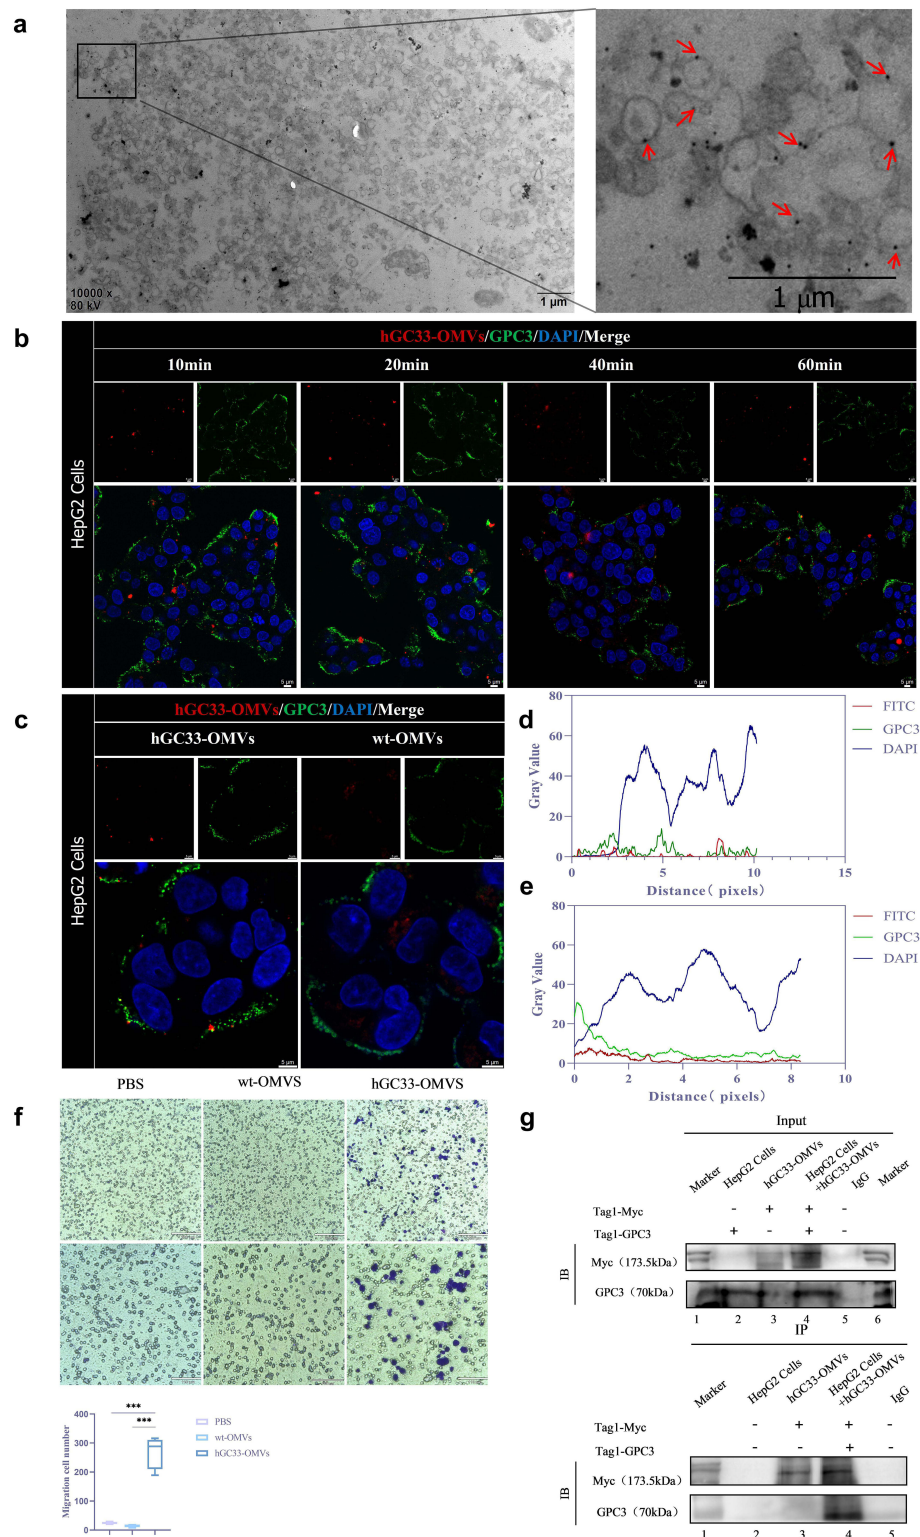 a
10000 x
80 kV
1 µm
1 µm
b
hGC33-OMVs/GPC3/DAPI/Merge
10min
20min
40min
60min
HepG2 Cells
5 µm
5 µm
5 µm
5 µm
c
hGC33-OMVs/GPC3/DAPI/Merge
hGC33-OMVs
wt-OMVs
HepG2 Cells
5 µm
5 µm
d
80
60
40
20
0
Gray Value
0
5
10
15
Distance( pixels)
FITC
GPC3
DAPI
e
80
60
40
20
0
Gray Value
0
2
4
6
8
10
Distance( pixels)
FITC
GPC3
DAPI
f
PBS
wt-OMVS
hGC33-OMVS
400
300
200
100
0
Migration cell number
***
***
PBS
wt-OMVs
hGC33-OMVs
g
Input
Marker
HepG2 Cells
hGC33-OMVs
HepG2 Cells
+hGC33-OMVs
IgG
Marker
Tag1-Myc - + + -
Tag1-GPC3 + - + -
IB
Myc（173.5kDa）
GPC3（70kDa）
1 2 3 4 5 6
IP
Marker
HepG2 Cells
hGC33-OMVs
HepG2 Cells
+hGC33-OMVs
IgG
Tag1-Myc - + + -
Tag1-GPC3 - - + -
IB
Myc（173.5kDa）
GPC3（70kDa）
1 2 3 4 5